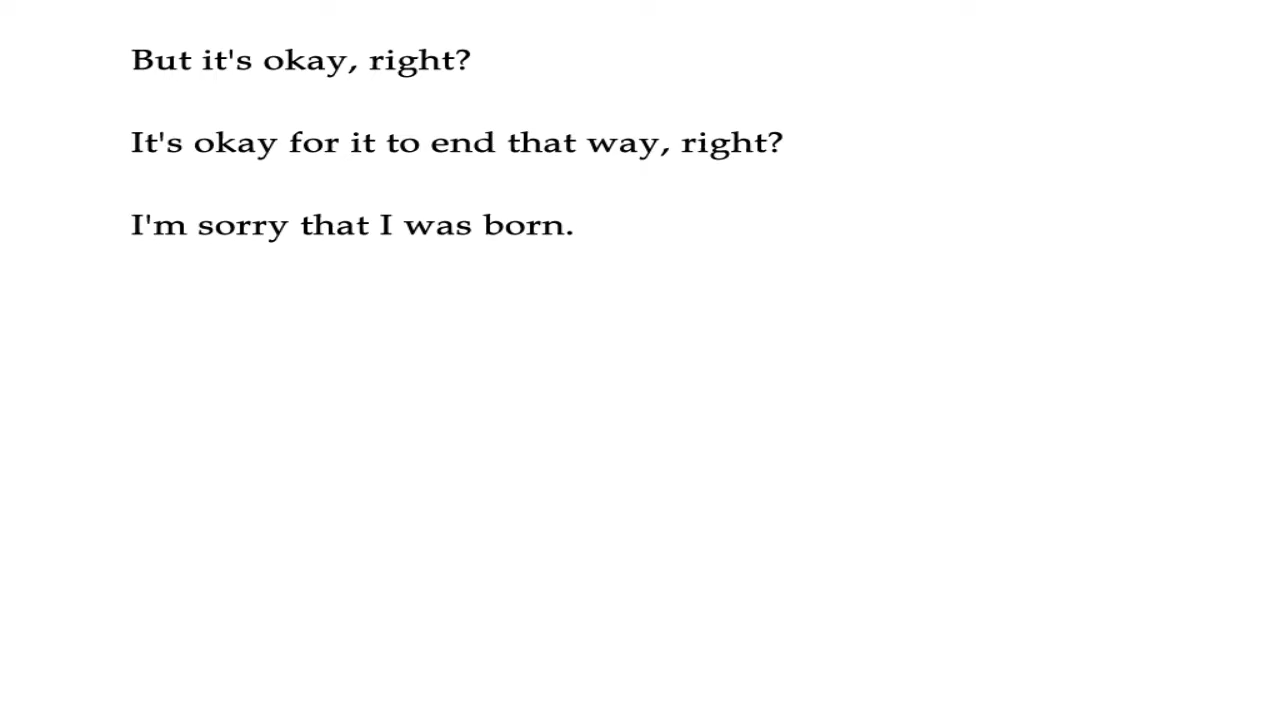 But it's okay, right?
It's okay for it to end that way, right?
I'm sorry that I was born.